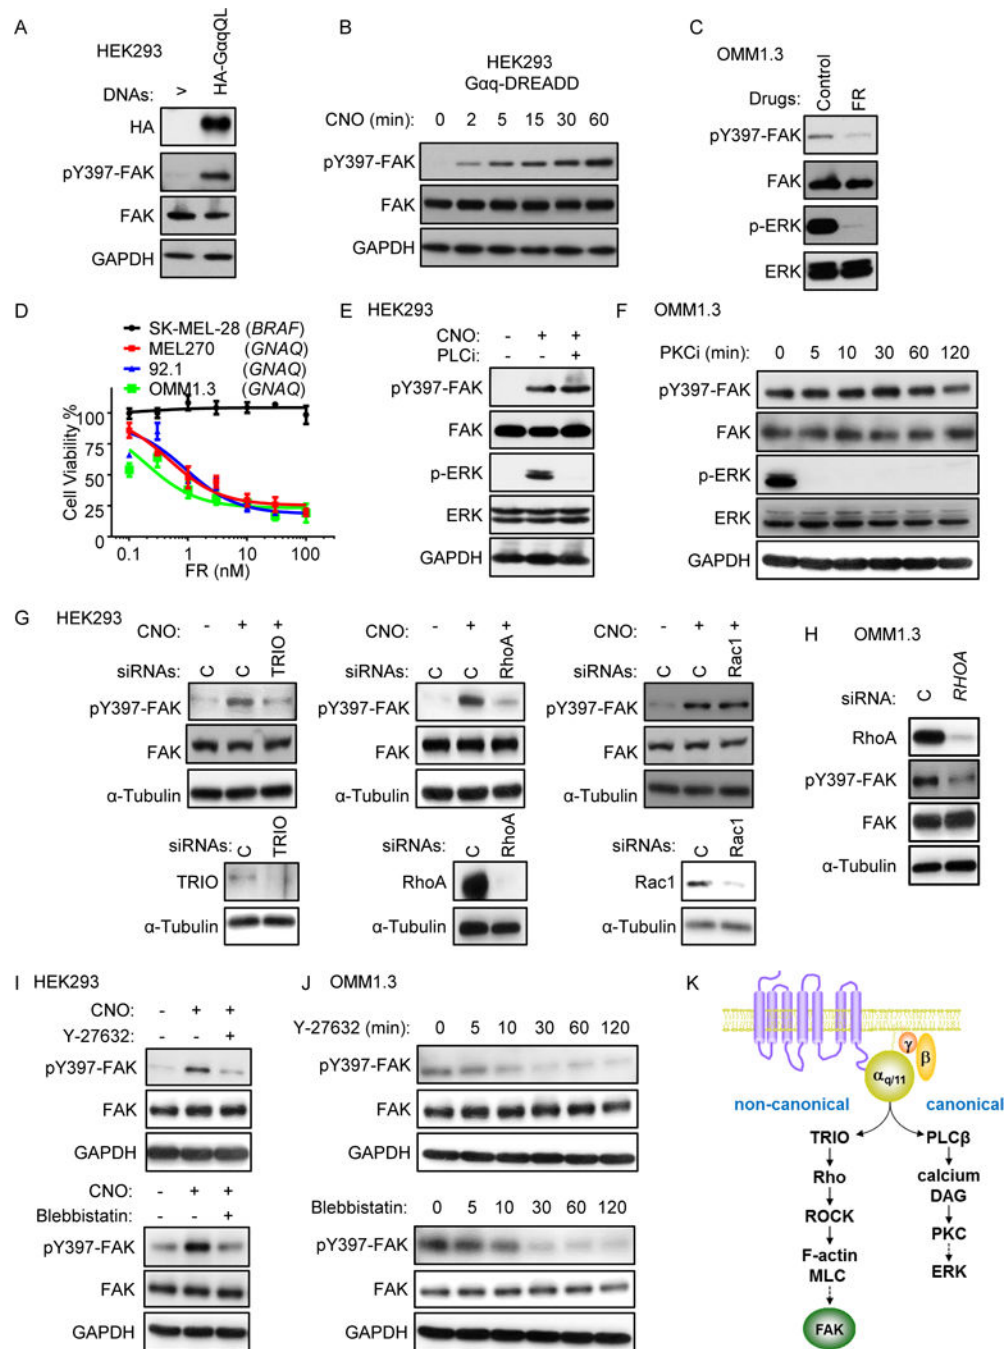 A
HEK293
DNAs: V HA-GαqQL
HA
pY397-FAK
FAK
GAPDH
B
HEK293
Gαq-DREADD
CNO (min): 0 2 5 15 30 60
pY397-FAK
FAK
GAPDH
C
OMM1.3
Drugs: Control FR
pY397-FAK
FAK
p-ERK
ERK
D
SK-MEL-28 (BRAF)
MEL270 (GNAQ)
92.1 (GNAQ)
OMM1.3 (GNAQ)
Cell Viability %
100
75
50
25
0
0.1 1 10 100
FR (nM)
E HEK293
CNO: - + +
PLCi: - - +
pY397-FAK
FAK
p-ERK
ERK
GAPDH
F OMM1.3
PKCi (min): 0 5 10 30 60 120
pY397-FAK
FAK
p-ERK
ERK
GAPDH
G HEK293
CNO: - + +
siRNAs: C C TRIO
pY397-FAK
FAK
α-Tubulin
siRNAs: C TRIO
TRIO
α-Tubulin
CNO: - + +
siRNAs: C C RhoA
pY397-FAK
FAK
α-Tubulin
siRNAs: C RhoA
RhoA
α-Tubulin
CNO: - + +
siRNAs: C C Rac1
pY397-FAK
FAK
α-Tubulin
siRNAs: C Rac1
Rac1
α-Tubulin
H OMM1.3
siRNA: C RHOA
RhoA
pY397-FAK
FAK
α-Tubulin
I HEK293
CNO: - + +
Y-27632: - - +
pY397-FAK
FAK
GAPDH
CNO: - + +
Blebbistatin: - - +
pY397-FAK
FAK
GAPDH
J OMM1.3
Y-27632 (min): 0 5 10 30 60 120
pY397-FAK
FAK
GAPDH
Blebbistatin: 0 5 10 30 60 120
pY397-FAK
FAK
GAPDH
K
αq/11 γ β
non-canonical canonical
TRIO
Rho
ROCK
F-actin
MLC
FAK
PLCβ
calcium
DAG
PKC
ERK